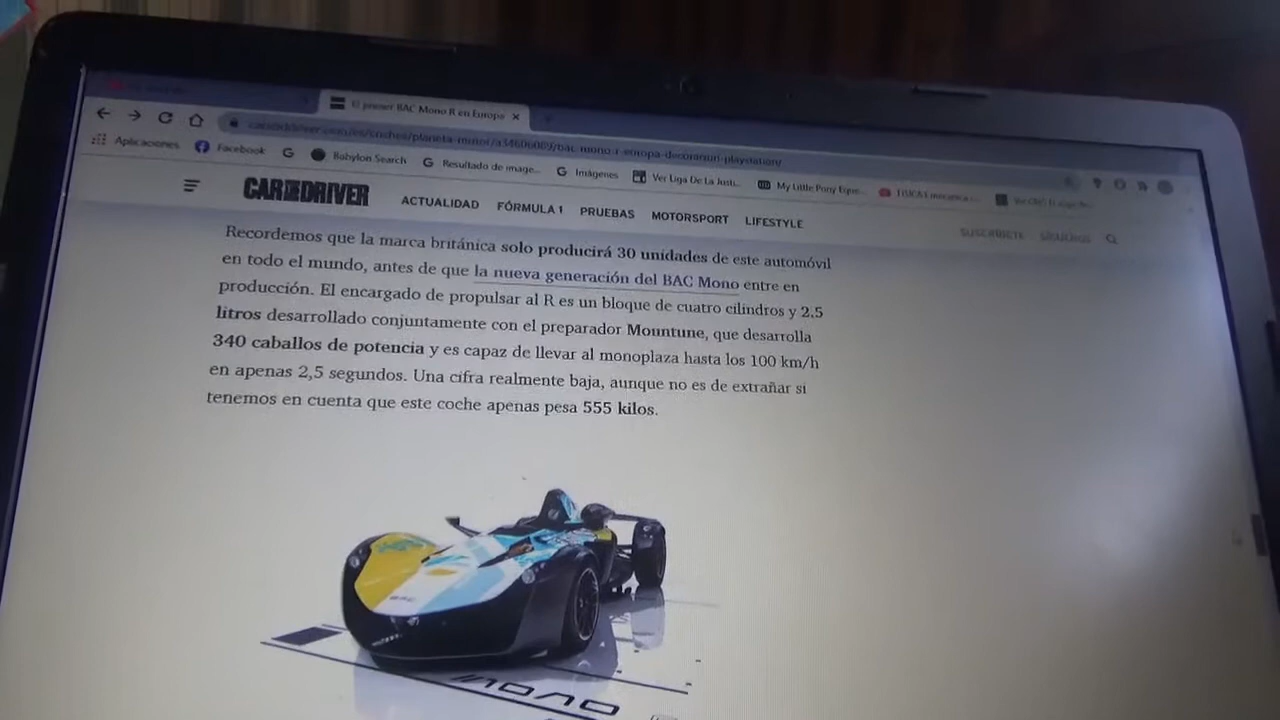 El primer BAC Mono R en Europa
Aplicaciones
Facebook
Babylon Search
Resultado de image...
Imágenes
Ver Liga De La Justi...
My Little Pony Eque...
CAR DRIVER
ACTUALIDAD
FÓRMULA 1
PRUEBAS
MOTORSPORT
LIFESTYLE
SUSCRÍBETE
SÍGUENOS
Recordemos que la marca británica solo producirá 30 unidades de este automóvil
en todo el mundo, antes de que la nueva generación del BAC Mono entre en
producción. El encargado de propulsar al R es un bloque de cuatro cilindros y 2.5
litros desarrollado conjuntamente con el preparador Mountune, que desarrolla
340 caballos de potencia y es capaz de llevar al monoplaza hasta los 100 km/h
en apenas 2,5 segundos. Una cifra realmente baja, aunque no es de extrañar si
tenemos en cuenta que este coche apenas pesa 555 kilos.
mono